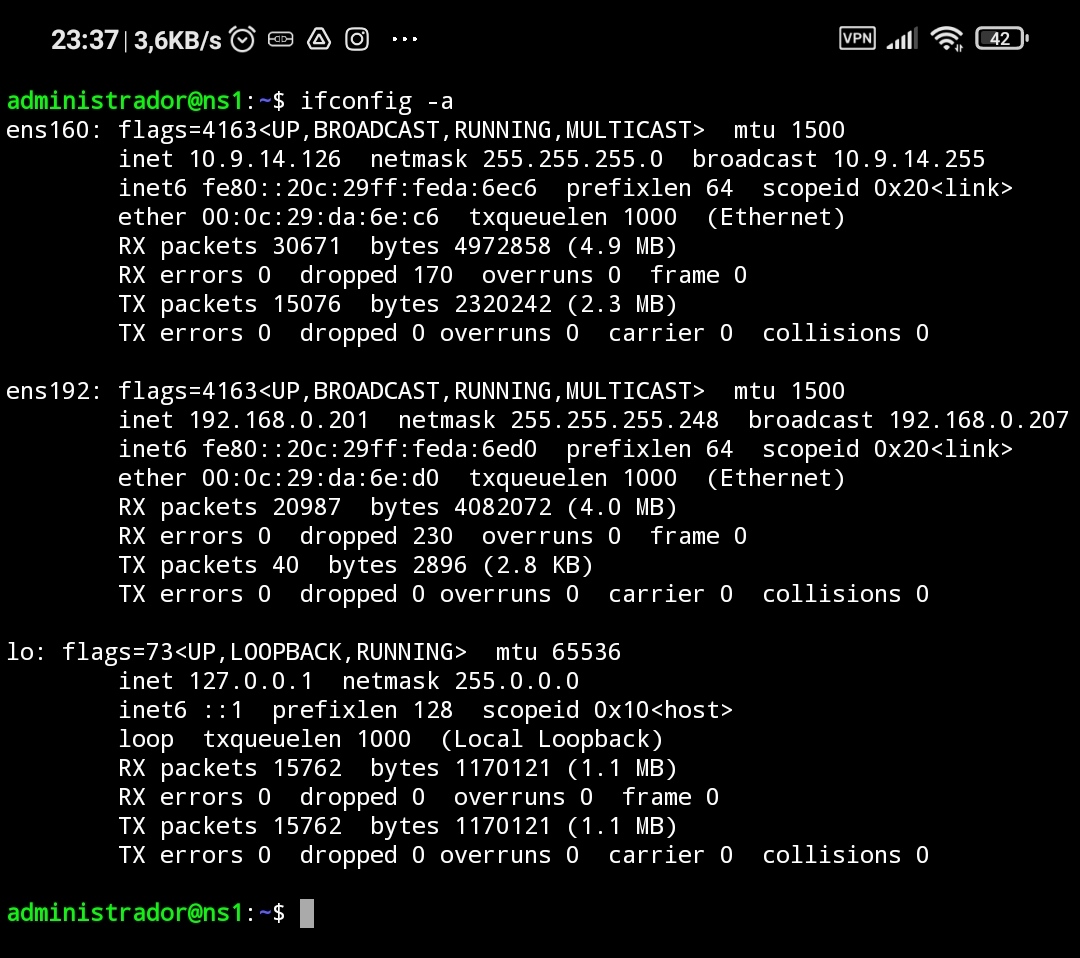 23:37 | 3,6KB/s ... VPN 42
administrador@ns1:~$ ifconfig -a
ens160: flags=4163<UP,BROADCAST,RUNNING,MULTICAST>  mtu 1500
        inet 10.9.14.126  netmask 255.255.255.0  broadcast 10.9.14.255
        inet6 fe80::20c:29ff:feda:6ec6  prefixlen 64  scopeid 0x20<link>
        ether 00:0c:29:da:6e:c6  txqueuelen 1000  (Ethernet)
        RX packets 30671  bytes 4972858 (4.9 MB)
        RX errors 0  dropped 170  overruns 0  frame 0
        TX packets 15076  bytes 2320242 (2.3 MB)
        TX errors 0  dropped 0 overruns 0  carrier 0  collisions 0

ens192: flags=4163<UP,BROADCAST,RUNNING,MULTICAST>  mtu 1500
        inet 192.168.0.201  netmask 255.255.255.248  broadcast 192.168.0.207
        inet6 fe80::20c:29ff:feda:6ed0  prefixlen 64  scopeid 0x20<link>
        ether 00:0c:29:da:6e:d0  txqueuelen 1000  (Ethernet)
        RX packets 20987  bytes 4082072 (4.0 MB)
        RX errors 0  dropped 230  overruns 0  frame 0
        TX packets 40  bytes 2896 (2.8 KB)
        TX errors 0  dropped 0 overruns 0  carrier 0  collisions 0

lo: flags=73<UP,LOOPBACK,RUNNING>  mtu 65536
        inet 127.0.0.1  netmask 255.0.0.0
        inet6 ::1  prefixlen 128  scopeid 0x10<host>
        loop  txqueuelen 1000  (Local Loopback)
        RX packets 15762  bytes 1170121 (1.1 MB)
        RX errors 0  dropped 0  overruns 0  frame 0
        TX packets 15762  bytes 1170121 (1.1 MB)
        TX errors 0  dropped 0 overruns 0  carrier 0  collisions 0

administrador@ns1:~$